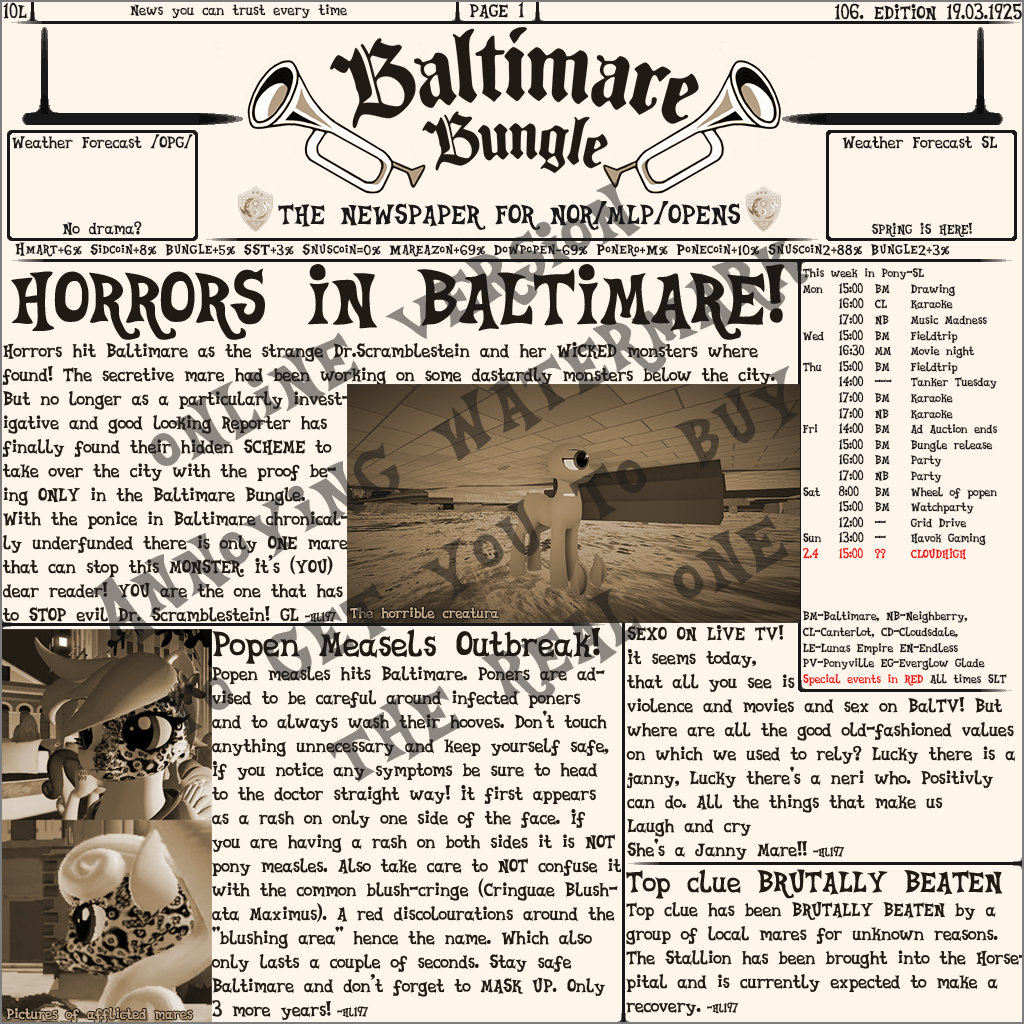 10L
News you can trust every time
PAGE 1
106. EDITION 19.03.1925
Baltimare
Bungle
Weather Forecast /OPG/
No drama?
Weather Forecast SL
SPRING IS HERE!
THE NEWSPAPER FOR NOR/MLP/OPENS
HMART+6% SIDCOIN+8% BUNGLE+5% SST+3% SNUSCOIN=0% MAREAZON+69% DOWPOPEN-69% PONERO+M% PONECOIN+10% SNUSCOIN2+88% BUNGLE2+3%
HORRORS iN BALTiMARE!
Horrors hit Baltimare as the strange Dr.Scramblestein and her WiCKED monsters where
found! The secretive mare had been working on some dastardly monsters below the city.
But no longer as a particularly invest-
igative and good looking Reporter has
finally found their hidden SCHEME to
take over the city with the proof be-
ing ONLY in the Baltimare Bungle.
With the ponice in Baltimare chronical-
ly underfunded there is only ONE mare
that can stop this MONSTER, it's (YOU)
dear reader! YOU are the one that has
to STOP evil Dr. Scramblestein! GL -HL197
The horrible creatura
This week in Pony-SL
Mon 15:00 BM Drawing
16:00 CL Karaoke
17:00 NB Music Madness
Wed 15:00 BM Fieldtrip
16:30 MM Movie night
Thu 15:00 BM Fieldtrip
14:00 --- Tanker Tuesday
17:00 BM Karaoke
17:00 NB Karaoke
Fri 14:00 BM Ad Auction ends
15:00 BM Bungle release
16:00 BM Party
17:00 NB Party
Sat 8:00 BM Wheel of popen
15:00 BM Watchparty
12:00 --- Grid Drive
Sun 13:00 --- Havok Gaming
2.4 15:00 ?? CLOUDHIGH
BM-Baltimare, NB-Neighberry,
CL-Canterlot, CD-Cloudsdale,
LE-Lunas Empire EN-Endless
PV-Ponyville EG-Everglow Glade
Special events in RED All times SLT
Popen Measels Outbreak!
Popen measles hits Baltimare. Poners are ad-
vised to be careful around infected poners
and to always wash their hooves. Don't touch
anything unnecessary and keep yourself safe,
if you notice any symptoms be sure to head
to the doctor straight way! it first appears
as a rash on only one side of the face. if
you are having a rash on both sides it is NOT
pony measles. Also take care to NOT confuse it
with the common blush-cringe (Cringuae Blush-
ata Maximus). A red discolourations around the
"blushing area" hence the name. Which also
only lasts a couple of seconds. Stay safe
Baltimare and don't forget to MASK UP. Only
3 more years! -HL197
Pictures of afflicted mares
SEXO ON LiVE TV!
it seems today,
that all you see is
violence and movies and sex on BalTV! But
where are all the good old-fashioned values
on which we used to rely? Lucky there is a
janny, Lucky there's a neri who. Positivly
can do. All the things that make us
Laugh and cry
She's a Janny Mare!! -HL197
Top clue BRUTALLY BEATEN
Top clue has been BRUTALLY BEATEN by a
group of local mares for unknown reasons.
The Stallion has been brought into the Horse-
pital and is currently expected to make a
recovery. -HL197
ONLINE VERSION
ANNOYING WATERMARK
TO GET YOU TO BUY
THE REAL ONE